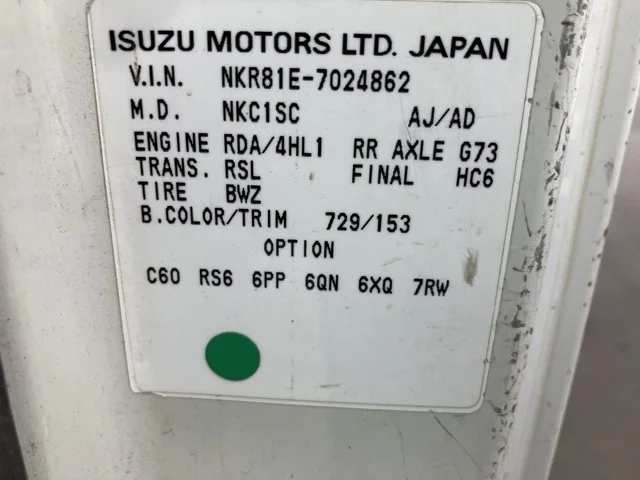 ISUZU MOTORS LTD. JAPAN
V.I.N. NKR81E-7024862
M.D. NKC1SC AJ/AD
ENGINE RDA/4HL1 RR AXLE G73
TRANS. RSL FINAL HC6
TIRE BWZ
B.COLOR/TRIM 729/153
OPTION
C60 RS6 6PP 6QN 6XQ 7RW